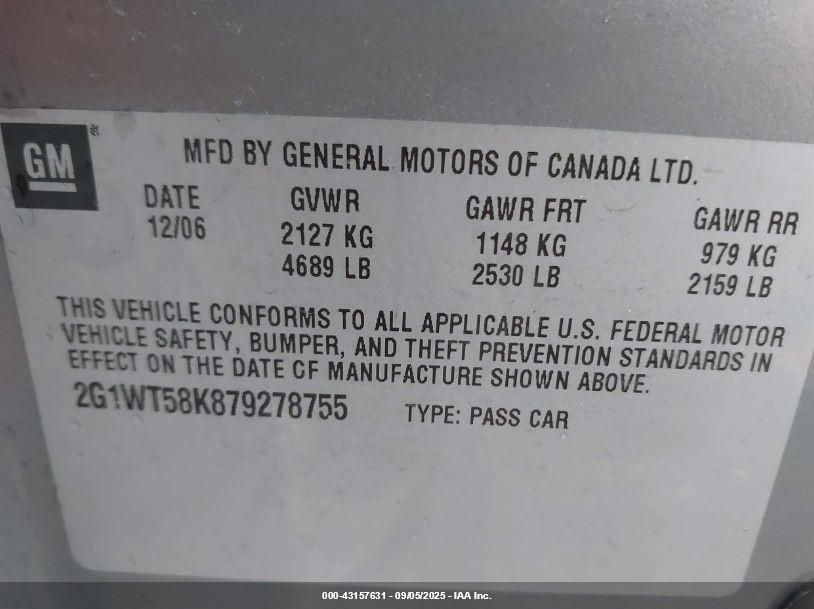 GM
MFD BY GENERAL MOTORS OF CANADA LTD.
DATE GVWR GAWR FRT GAWR RR
12/06 2127 KG 1148 KG 979 KG
4689 LB 2530 LB 2159 LB
THIS VEHICLE CONFORMS TO ALL APPLICABLE U.S. FEDERAL MOTOR
VEHICLE SAFETY, BUMPER, AND THEFT PREVENTION STANDARDS IN
EFFECT ON THE DATE OF MANUFACTURE SHOWN ABOVE.
2G1WT58K879278755 TYPE: PASS CAR
000-43157631 - 09/05/2025 - IAA Inc.